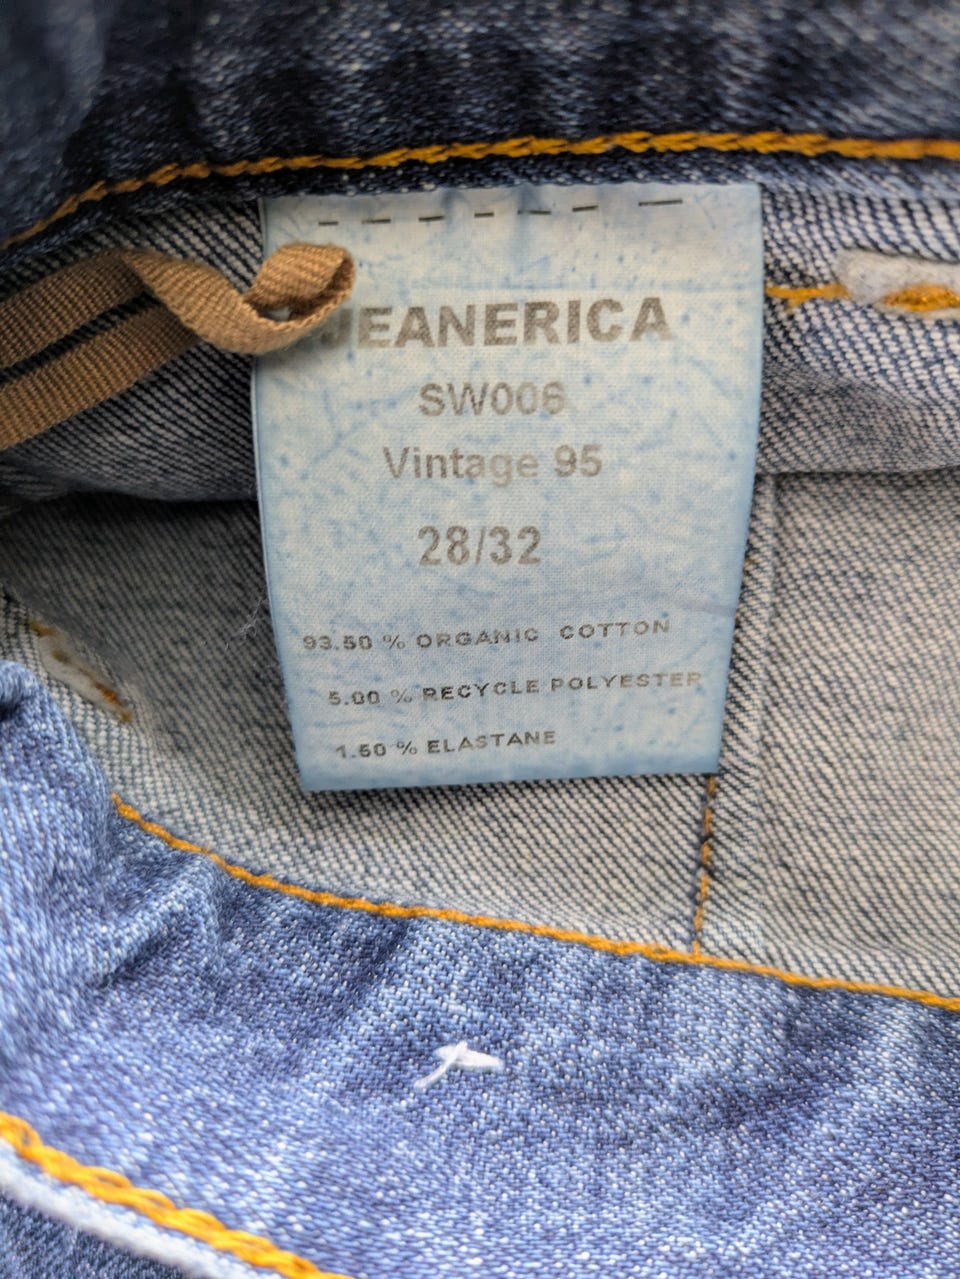 JEANERICA
SW006
Vintage 95
28/32
93.50 % ORGANIC COTTON
5.00 % RECYCLE POLYESTER
1.50 % ELASTANE